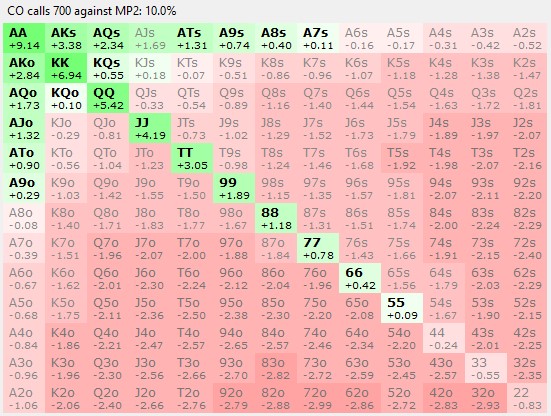 CO calls 700 against MP2: 10.0%
AA AKs AQs AJs ATs A9s A8s A7s A6s A5s A4s A3s A2s
+9.14 +3.38 +2.34 +1.69 +1.31 +0.74 +0.40 +0.11 -0.16 -0.17 -0.31 -0.42 -0.52
AKo KK KQs KJs KTs K9s K8s K7s K6s K5s K4s K3s K2s
+2.84 +6.94 +0.55 +0.18 -0.07 -0.51 -0.86 -0.96 -1.07 -1.18 -1.28 -1.38 -1.47
AQo KQo QQ QJs QTs Q9s Q8s Q7s Q6s Q5s Q4s Q3s Q2s
+1.73 +0.10 +5.42 -0.33 -0.54 -0.89 -1.16 -1.40 -1.44 -1.54 -1.63 -1.72 -1.81
AJo KJo QJo JJ JTs J9s J8s J7s J6s J5s J4s J3s J2s
+1.32 -0.29 -0.81 +4.19 -0.73 -1.02 -1.29 -1.52 -1.73 -1.79 -1.89 -1.97 -2.07
ATo KTo QTo JTo TT T9s T8s T7s T6s T5s T4s T3s T2s
+0.90 -0.56 -1.04 -1.23 +3.05 -0.98 -1.24 -1.46 -1.68 -1.92 -1.98 -2.07 -2.16
A9o K9o Q9o J9o T9o 99 98s 97s 96s 95s 94s 93s 92s
+0.29 -1.03 -1.42 -1.55 -1.50 +1.89 -1.15 -1.35 -1.57 -1.81 -2.07 -2.11 -2.20
A8o K8o Q8o J8o T8o 98o 88 87s 86s 85s 84s 83s 82s
-0.08 -1.40 -1.71 -1.83 -1.77 -1.67 +1.18 -1.31 -1.51 -1.74 -2.00 -2.24 -2.29
A7o K7o Q7o J7o T7o 97o 87o 77 76s 75s 74s 73s 72s
-0.39 -1.51 -1.96 -2.07 -2.00 -1.88 -1.84 +0.78 -1.43 -1.66 -1.91 -2.15 -2.40
A6o K6o Q6o J6o T6o 96o 86o 76o 66 65s 64s 63s 62s
-0.67 -1.62 -2.01 -2.30 -2.24 -2.12 -2.04 -1.96 +0.42 -1.56 -1.79 -2.03 -2.29
A5o K5o Q5o J5o T5o 95o 85o 75o 65o 55 54s 53s 52s
-0.68 -1.75 -2.11 -2.36 -2.50 -2.38 -2.30 -2.20 -2.08 +0.09 -1.67 -1.90 -2.15
A4o K4o Q4o J4o T4o 94o 84o 74o 64o 54o 44 43s 42s
-0.84 -1.86 -2.21 -2.47 -2.57 -2.65 -2.57 -2.46 -2.34 -2.20 -0.24 -2.01 -2.25
A3o K3o Q3o J3o T3o 93o 83o 73o 63o 53o 43o 33 32s
-0.96 -1.96 -2.30 -2.56 -2.66 -2.70 -2.82 -2.72 -2.59 -2.45 -2.57 -0.55 -2.35
A2o K2o Q2o J2o T2o 92o 82o 72o 62o 52o 42o 32o 22
-1.06 -2.06 -2.40 -2.66 -2.76 -2.79 -2.88 -2.99 -2.86 -2.72 -2.83 -2.93 -0.83